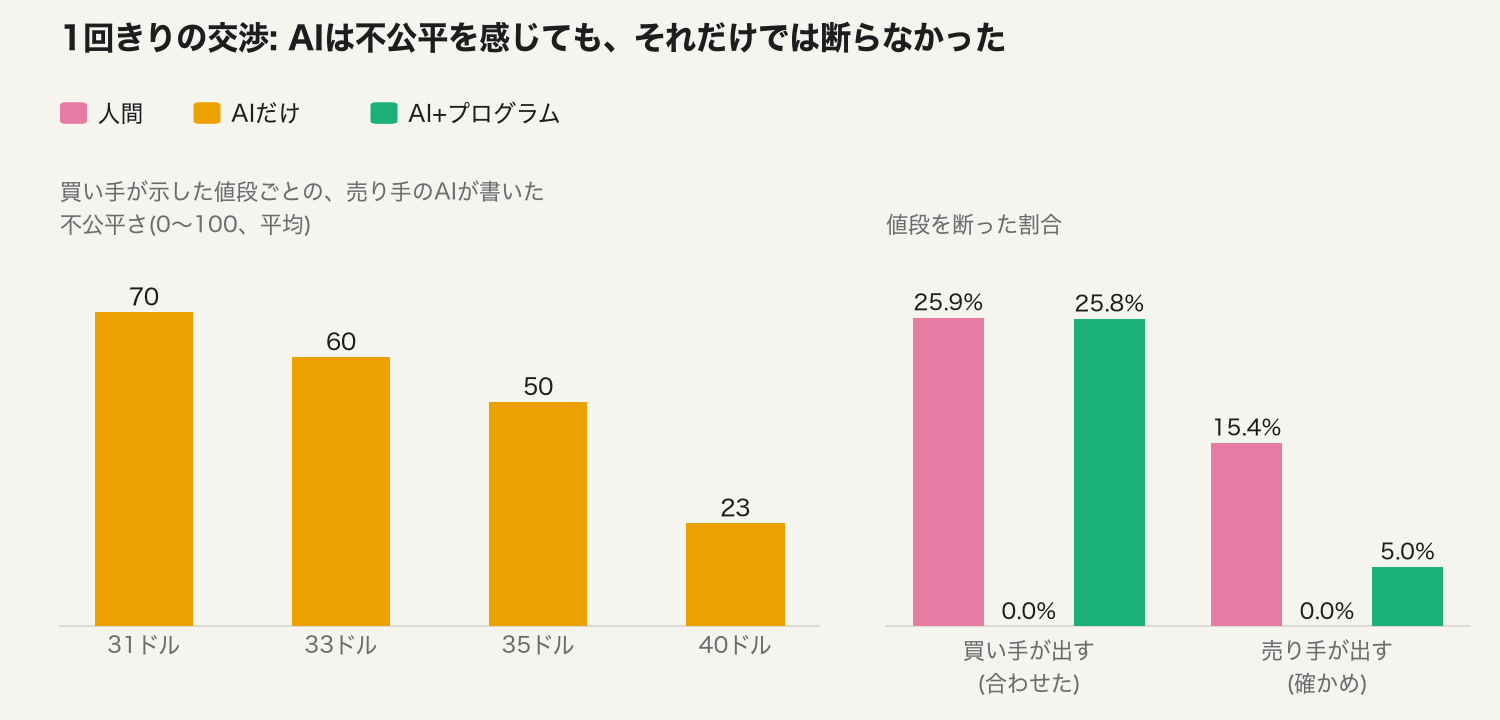 1回きりの交渉: AIは不公平を感じても、それだけでは断らなかった
人間
AIだけ
AI+プログラム
買い手が示した値段ごとの、売り手のAIが書いた
不公平さ(0〜100、平均)
70
60
50
23
31ドル
33ドル
35ドル
40ドル
値段を断った割合
25.9%
0.0%
25.8%
15.4%
0.0%
5.0%
買い手が出す
(合わせた)
売り手が出す
(確かめ)